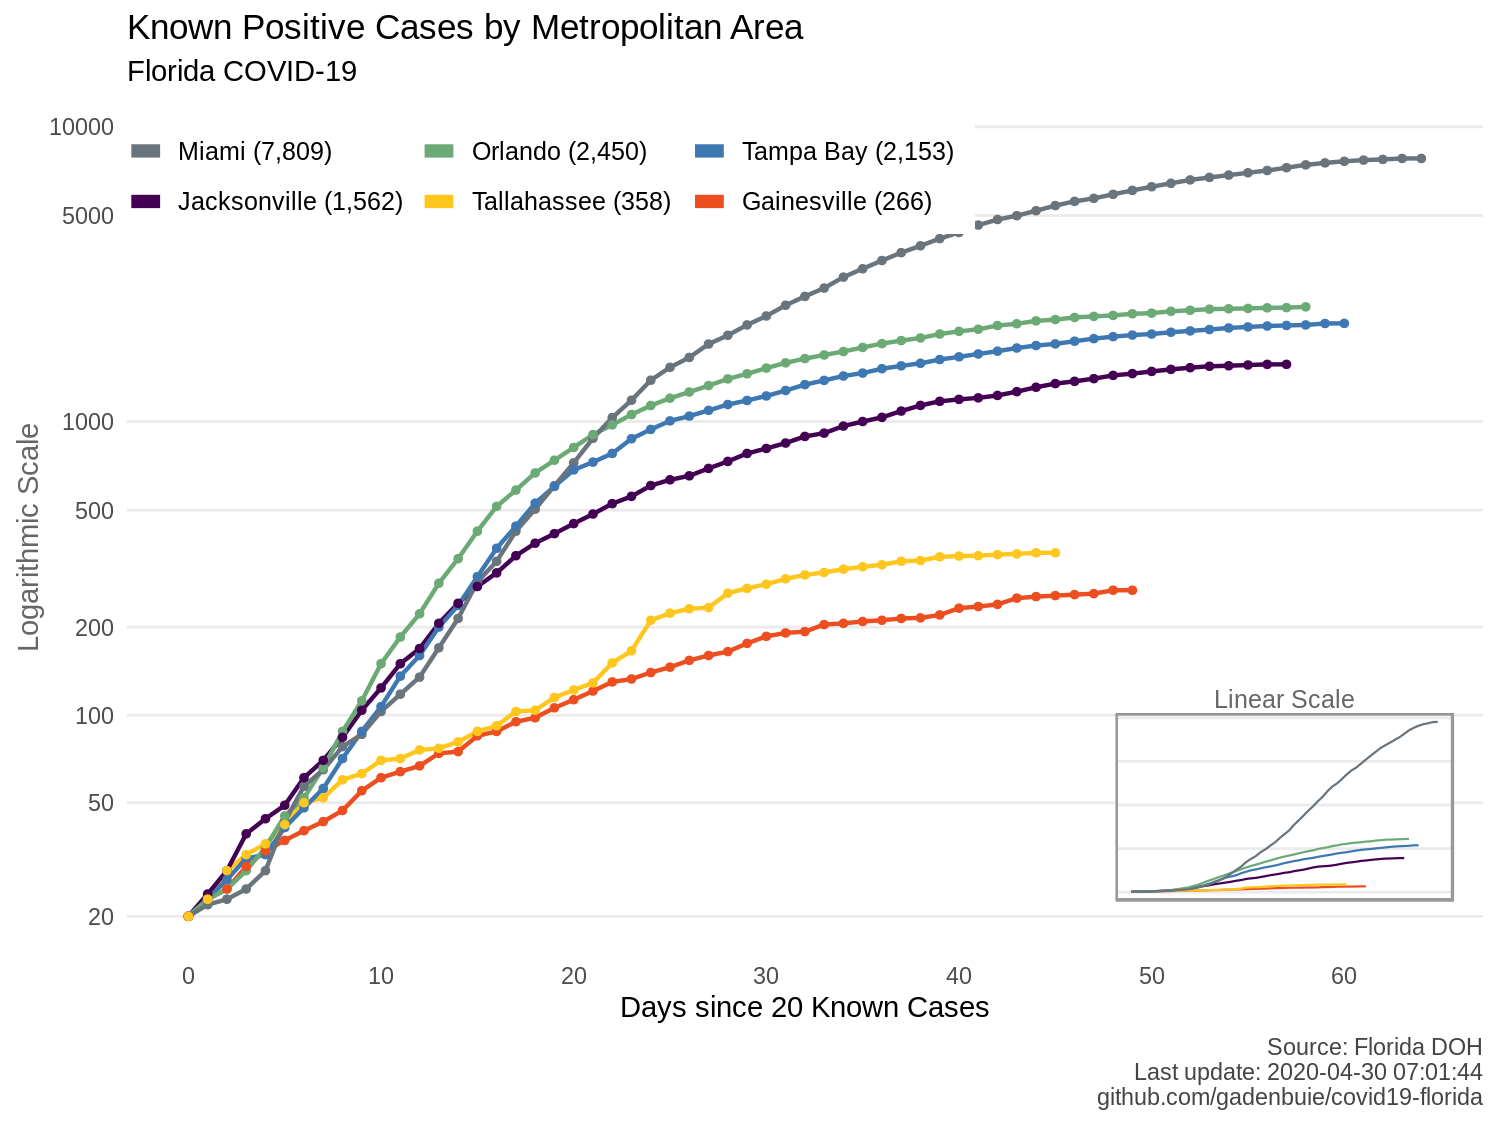 Known Positive Cases by Metropolitan Area
Florida COVID-19
Miami (7,809) Orlando (2,450) Tampa Bay (2,153)
Jacksonville (1,562) Tallahassee (358) Gainesville (266)
10000
5000
1000
500
200
100
50
20
Logarithmic Scale
Linear Scale
0 10 20 30 40 50 60
Days since 20 Known Cases
Source: Florida DOH
Last update: 2020-04-30 07:01:44
github.com/gadenbuie/covid19-florida